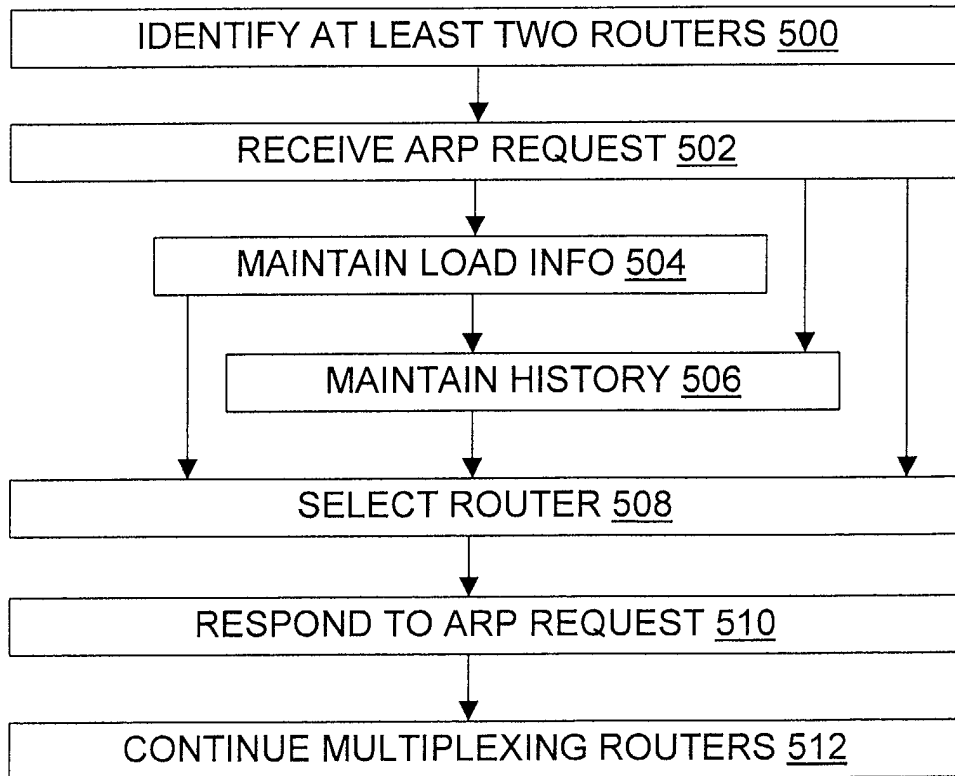 IDENTIFY AT LEAST TWO ROUTERS 500
RECEIVE ARP REQUEST 502
MAINTAIN LOAD INFO 504
MAINTAIN HISTORY 506
SELECT ROUTER 508
RESPOND TO ARP REQUEST 510
CONTINUE MULTIPLEXING ROUTERS 512